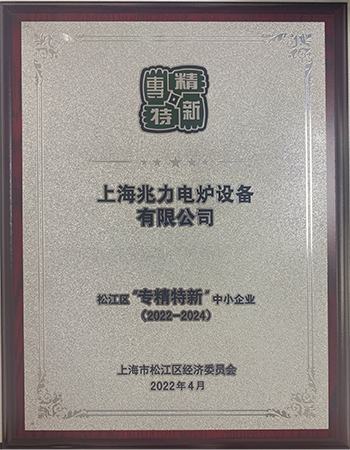 專精
特新
上海兆力电炉设备
有限公司
松江区“专精特新”中小企业
（2022-2024）
上海市松江区经济委员会
2022年4月